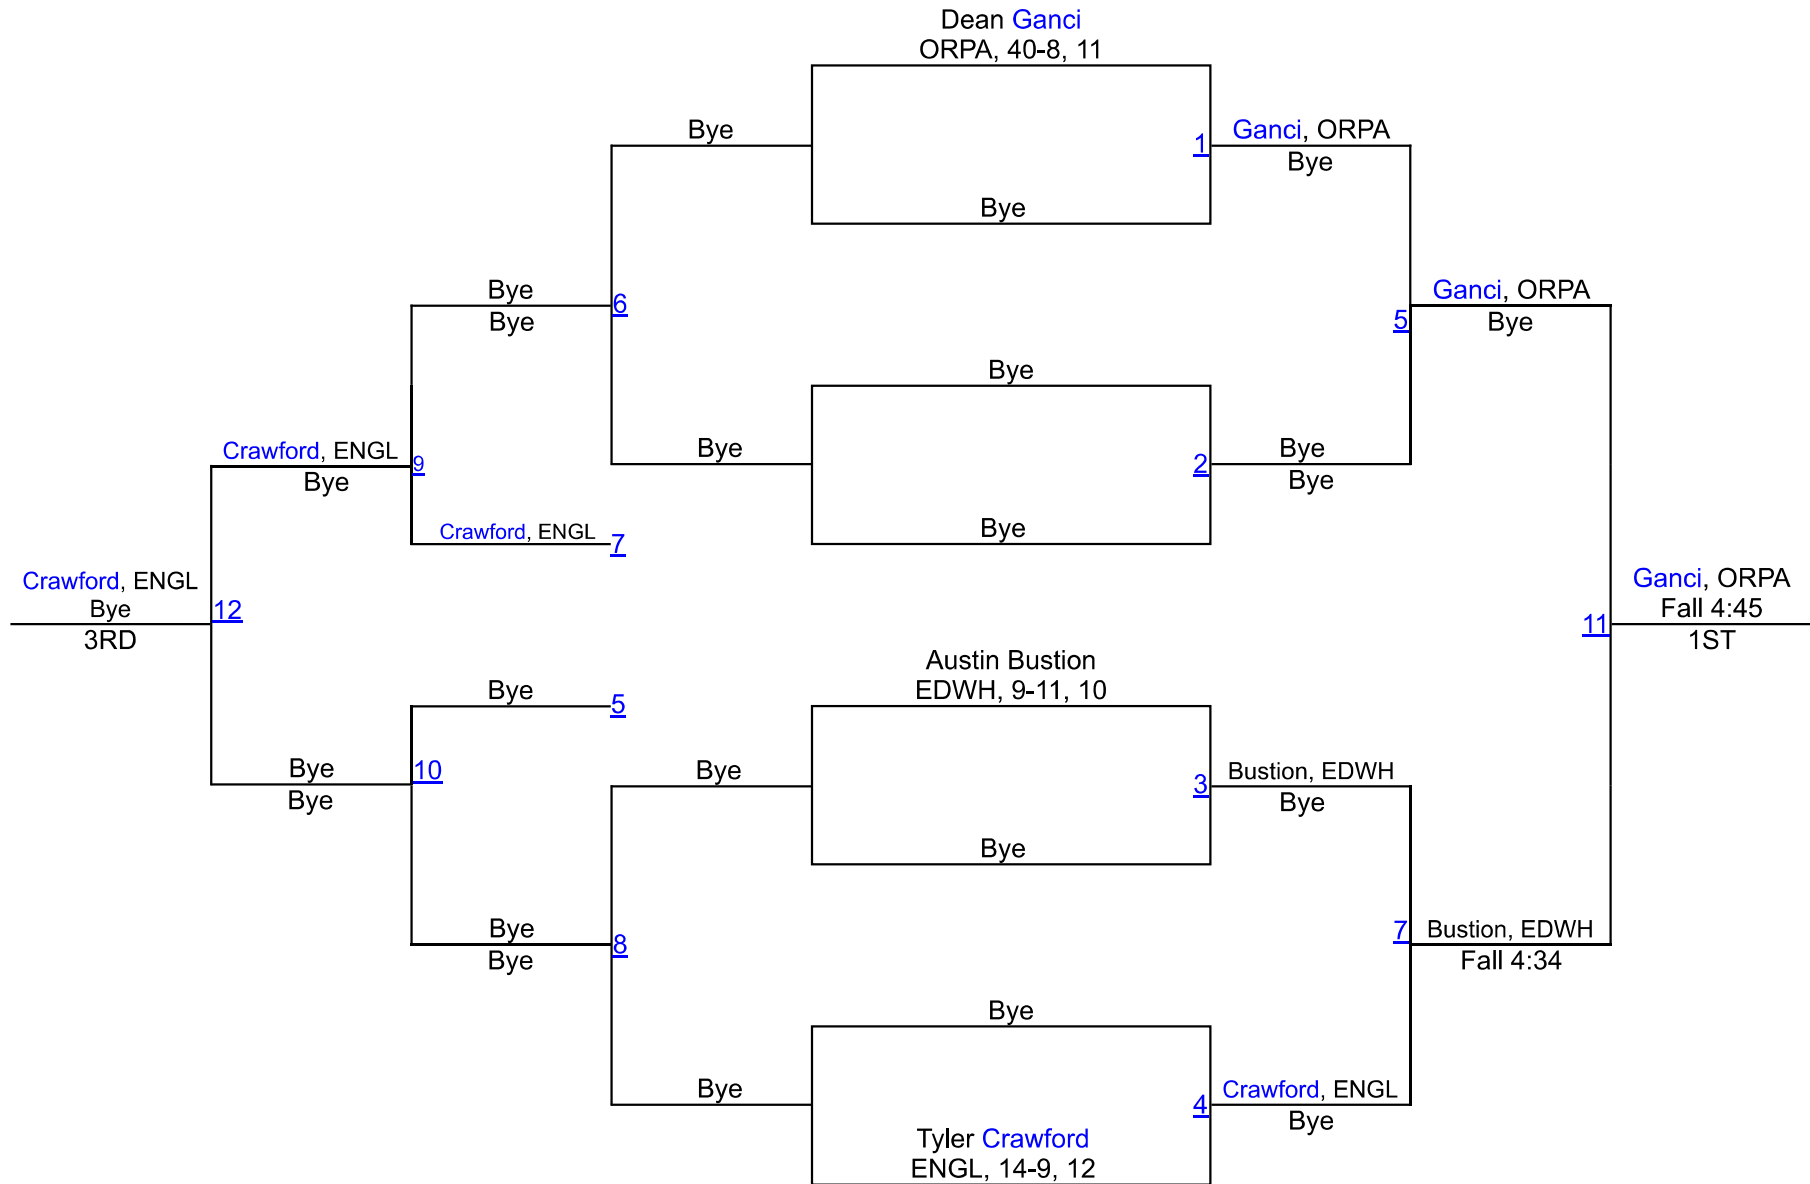 Dean Ganci
ORPA, 40-8, 11
Bye
1
Ganci, ORPA
Bye
Bye
Bye
Bye
6
Ganci, ORPA
Bye
5
Bye
Bye
2
Bye
Bye
Bye
Crawford, ENGL
Bye
9
Crawford, ENGL
7
Crawford, ENGL
Bye
3RD
12
Ganci, ORPA
Fall 4:45
1ST
11
Austin Bustion
EDWH, 9-11, 10
Bye
5
Bye
Bye
10
Bye
3
Bustion, EDWH
Bye
Bye
Bye
Bye
8
7
Bustion, EDWH
Fall 4:34
Bye
Bye
4
Crawford, ENGL
Bye
Tyler Crawford
ENGL, 14-9, 12